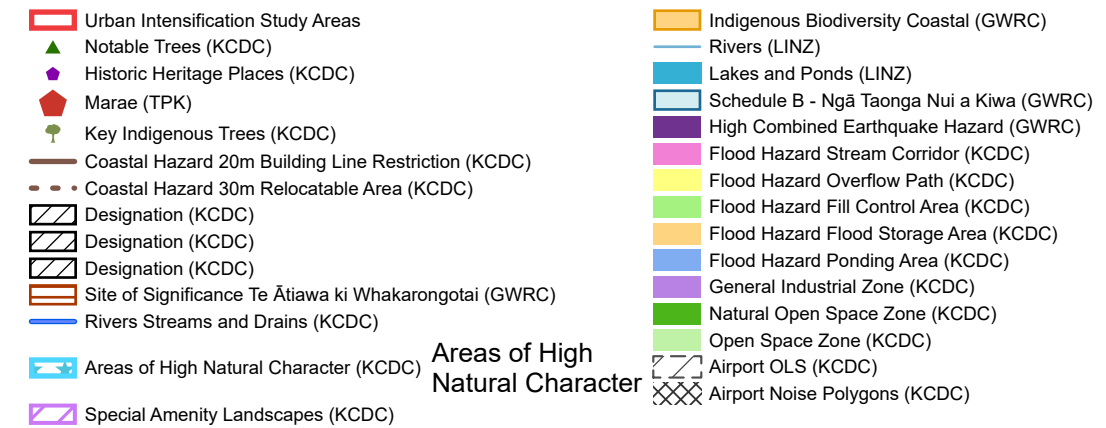 Urban Intensification Study Areas
Notable Trees (KCDC)
Historic Heritage Places (KCDC)
Marae (TPK)
Key Indigenous Trees (KCDC)
Coastal Hazard 20m Building Line Restriction (KCDC)
Coastal Hazard 30m Relocatable Area (KCDC)
Designation (KCDC)
Designation (KCDC)
Designation (KCDC)
Site of Significance Te Ātiawa ki Whakarongotai (GWRC)
Rivers Streams and Drains (KCDC)
Areas of High Natural Character (KCDC)
Areas of High
Natural Character
Special Amenity Landscapes (KCDC)
Indigenous Biodiversity Coastal (GWRC)
Rivers (LINZ)
Lakes and Ponds (LINZ)
Schedule B - Ngā Taonga Nui a Kiwa (GWRC)
High Combined Earthquake Hazard (GWRC)
Flood Hazard Stream Corridor (KCDC)
Flood Hazard Overflow Path (KCDC)
Flood Hazard Fill Control Area (KCDC)
Flood Hazard Flood Storage Area (KCDC)
Flood Hazard Ponding Area (KCDC)
General Industrial Zone (KCDC)
Natural Open Space Zone (KCDC)
Open Space Zone (KCDC)
Airport OLS (KCDC)
Airport Noise Polygons (KCDC)